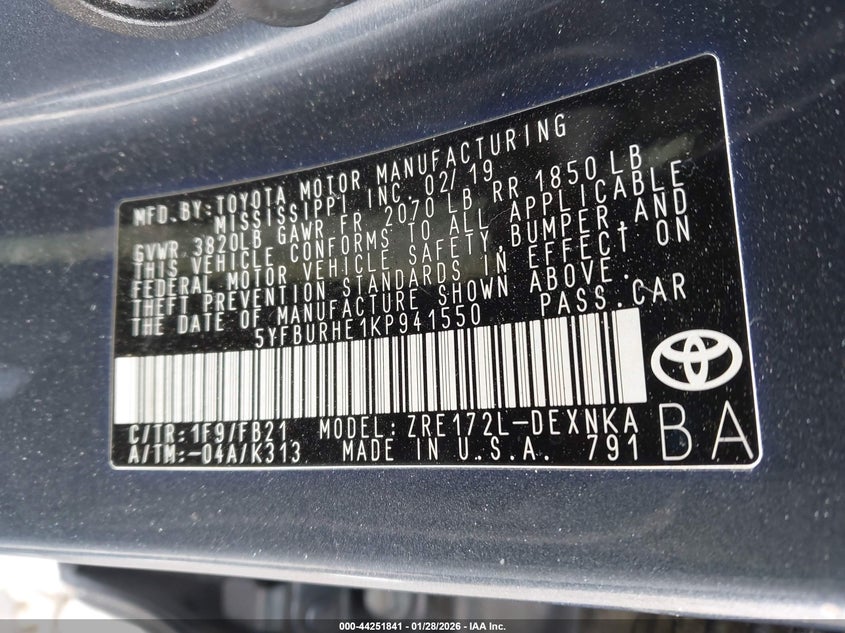 MFD.BY:TOYOTA MOTOR MANUFACTURING
MISSISSIPPI INC. 02/19
GVWR 3820LB GAWR FR 2070 LB RR 1850 LB
THIS VEHICLE CONFORMS TO ALL APPLICABLE
FEDERAL MOTOR VEHICLE SAFETY,BUMPER,AND
THEFT PREVENTION STANDARDS IN EFFECT ON
THE DATE OF MANUFACTURE SHOWN ABOVE.
5YFBURHE1KP941550 PASS.CAR
C/TR:1F9/FB21 MODEL:ZRE172L-DEXNKA
A/TM:-04A/K313 MADE IN U.S.A. 791
BA
000-44251841 | 01/28/2026 - IAA Inc.